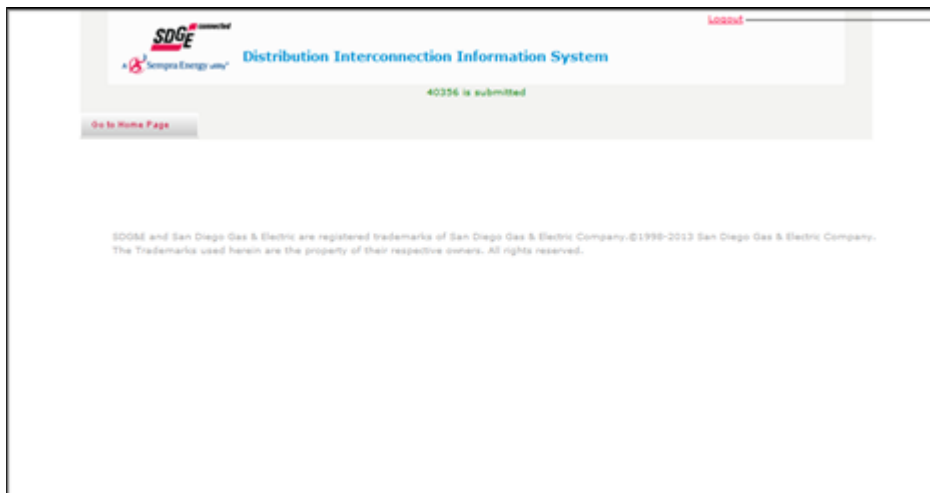 Logout
SDGE connected
A Sempra Energy utility
Distribution Interconnection Information System
40356 is submitted
Go to Home Page
SDG&E and San Diego Gas & Electric are registered trademarks of San Diego Gas & Electric Company.©1998-2013 San Diego Gas & Electric Company.
The Trademarks used herein are the property of their respective owners. All rights reserved.